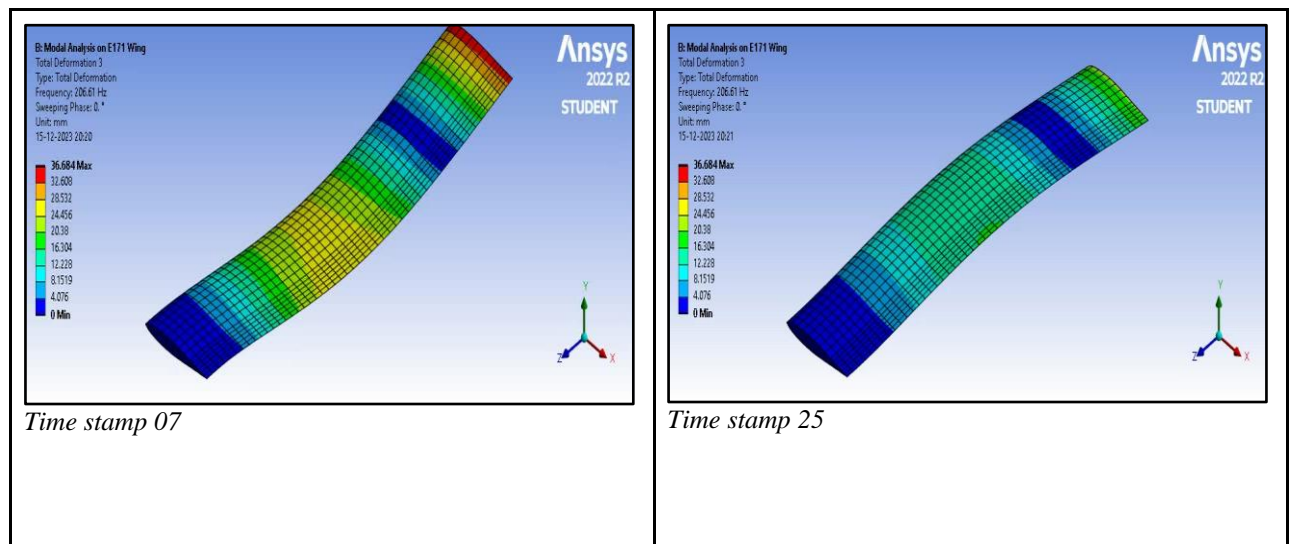 B: Modal Analysis on E171 Wing
Total Deformation 3
Type: Total Deformation
Frequency: 206.61 Hz
Sweeping Phase: 0. °
Unit: mm
15-12-2023 20:20
36.684 Max
32.608
28.532
24.456
20.38
16.304
12.228
8.1519
4.076
0 Min
Ansys
2022 R2
STUDENT
Y
Z
X
Time stamp 07
B: Modal Analysis on E171 Wing
Total Deformation 3
Type: Total Deformation
Frequency: 206.61 Hz
Sweeping Phase: 0. °
Unit: mm
15-12-2023 20:21
36.684 Max
32.608
28.532
24.456
20.38
16.304
12.228
8.1519
4.076
0 Min
Ansys
2022 R2
STUDENT
Y
Z
X
Time stamp 25